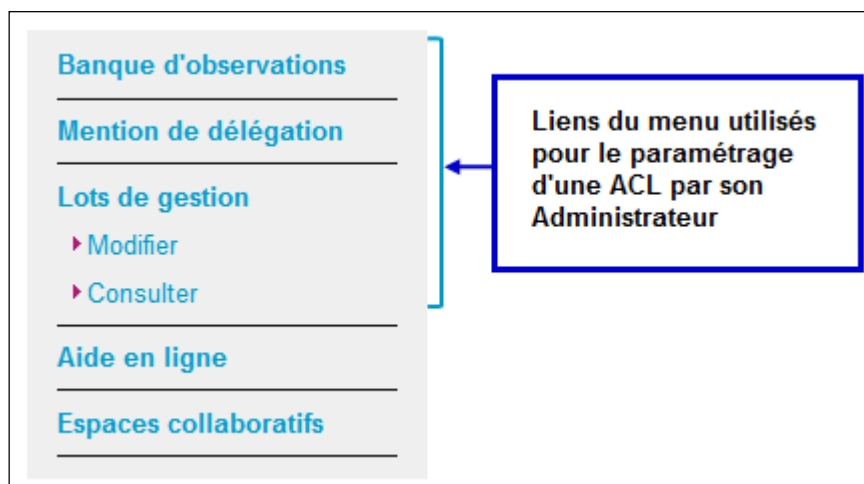 Banque d'observations
Mention de délégation
Lots de gestion
Modifier
Consulter
Aide en ligne
Espaces collaboratifs
Liens du menu utilisés
pour le paramétrage
d'une ACL par son
Administrateur